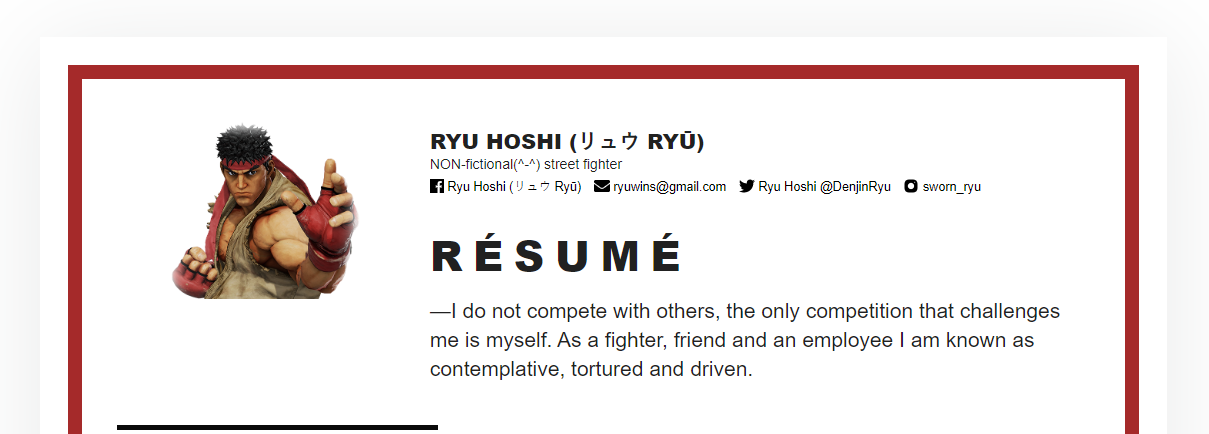 RYU HOSHI (リュウ RYŪ)
NON-fictional(^-^) street fighter
Ryu Hoshi (リュウ Ryū) ryuwins@gmail.com Ryu Hoshi @DenjinRyu sworn_ryu
RÉSUMÉ
—I do not compete with others, the only competition that challenges
me is myself. As a fighter, friend and an employee I am known as
contemplative, tortured and driven.